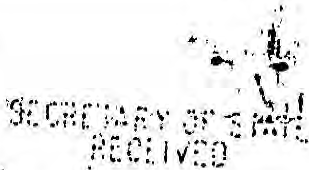 SECRETARY OF STATE
RECEIVED